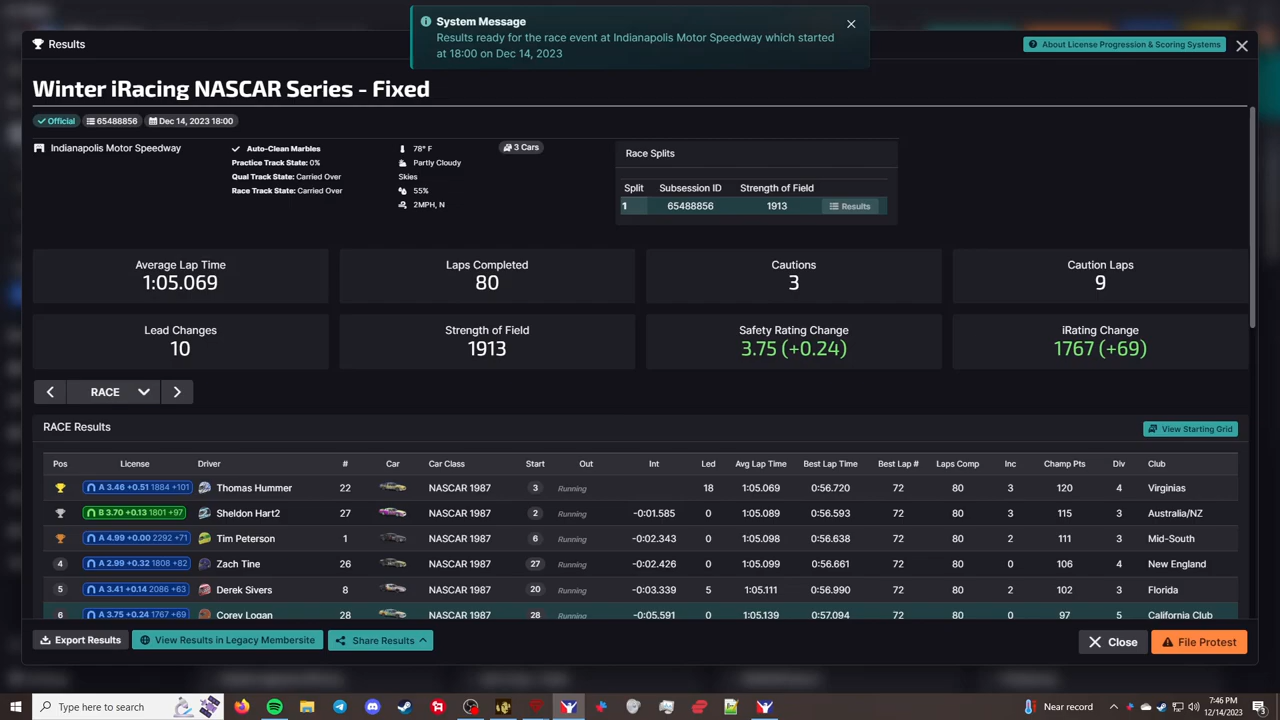 System Message
Results ready for the race event at Indianapolis Motor Speedway which started
at 18:00 on Dec 14, 2023
Results
About License Progression & Scoring Systems
Winter iRacing NASCAR Series - Fixed
Official 65488856 Dec 14, 2023 18:00
Indianapolis Motor Speedway
Auto-Clean Marbles
Practice Track State: 0%
Qual Track State: Carried Over
Race Track State: Carried Over
78° F
Partly Cloudy
Skies
55%
2MPH, N
3 Cars
Race Splits
Split Subsession ID Strength of Field
1 65488856 1913 Results
Average Lap Time
1:05.069
Laps Completed
80
Cautions
3
Caution Laps
9
Lead Changes
10
Strength of Field
1913
Safety Rating Change
3.75 (+0.24)
iRating Change
1767 (+69)
RACE
RACE Results
View Starting Grid
Pos License Driver # Car Car Class Start Out Int Led Avg Lap Time Best Lap Time Best Lap # Laps Comp Inc Champ Pts Div Club
A 3.46 +0.51 1884 +101 Thomas Hummer 22 NASCAR 1987 3 Running 18 1:05.069 0:56.720 72 80 3 120 4 Virginias
B 3.70 +0.13 1801 +97 Sheldon Hart2 27 NASCAR 1987 2 Running -0:01.585 0 1:05.089 0:56.593 72 80 3 115 3 Australia/NZ
A 4.99 +0.00 2292 +71 Tim Peterson 1 NASCAR 1987 6 Running -0:02.343 0 1:05.098 0:56.638 72 80 2 111 3 Mid-South
4 A 2.99 +0.32 1808 +82 Zach Tine 26 NASCAR 1987 27 Running -0:02.426 0 1:05.099 0:56.661 72 80 0 106 4 New England
5 A 3.41 +0.14 2086 +63 Derek Sivers 8 NASCAR 1987 20 Running -0:03.339 5 1:05.111 0:56.990 72 80 1 102 3 Florida
6 A 3.75 +0.24 1767 +69 Corey Logan 28 NASCAR 1987 28 Running -0:05.591 0 1:05.139 0:57.094 72 80 0 97 5 California Club
Export Results View Results in Legacy Membersite Share Results Close File Protest
Type here to search
Near record
7:46 PM
12/14/2023